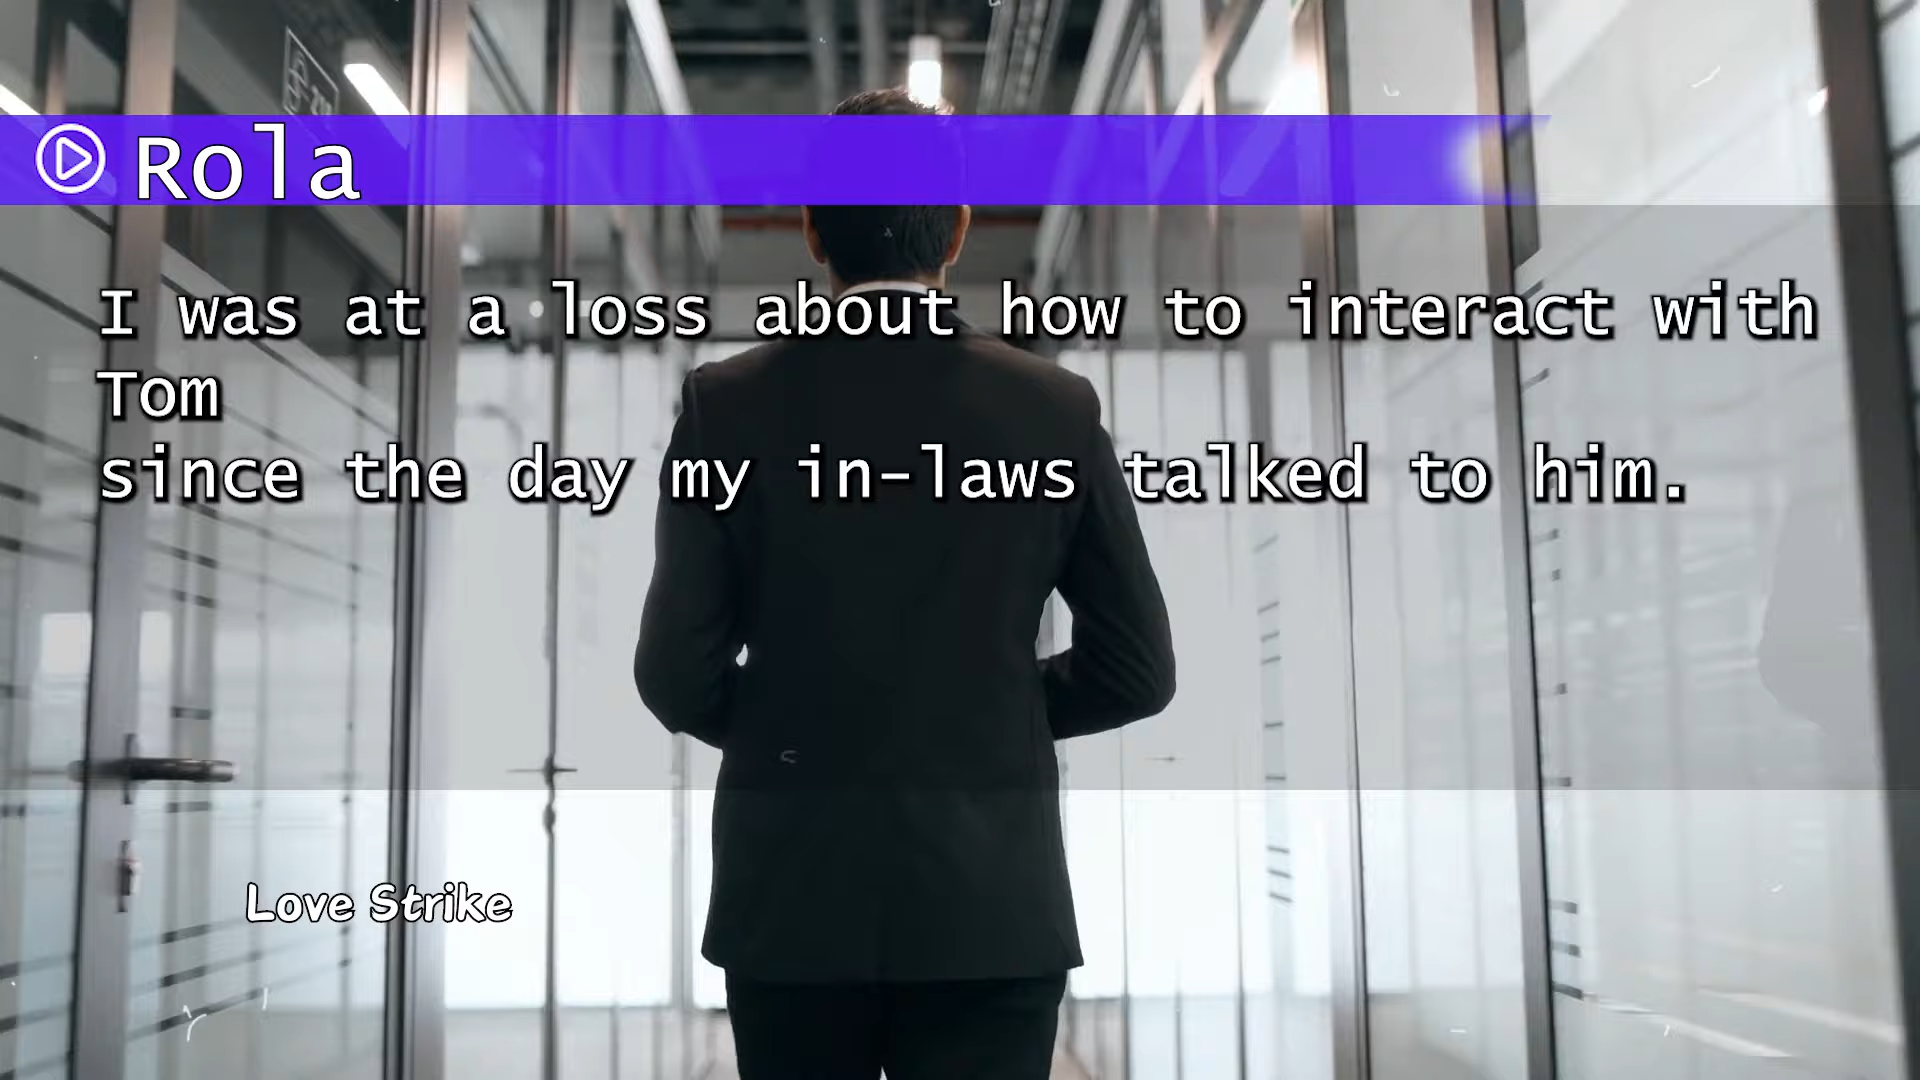 Rola
I was at a loss about how to interact with
Tom
since the day my in-laws talked to him.
Love Strike